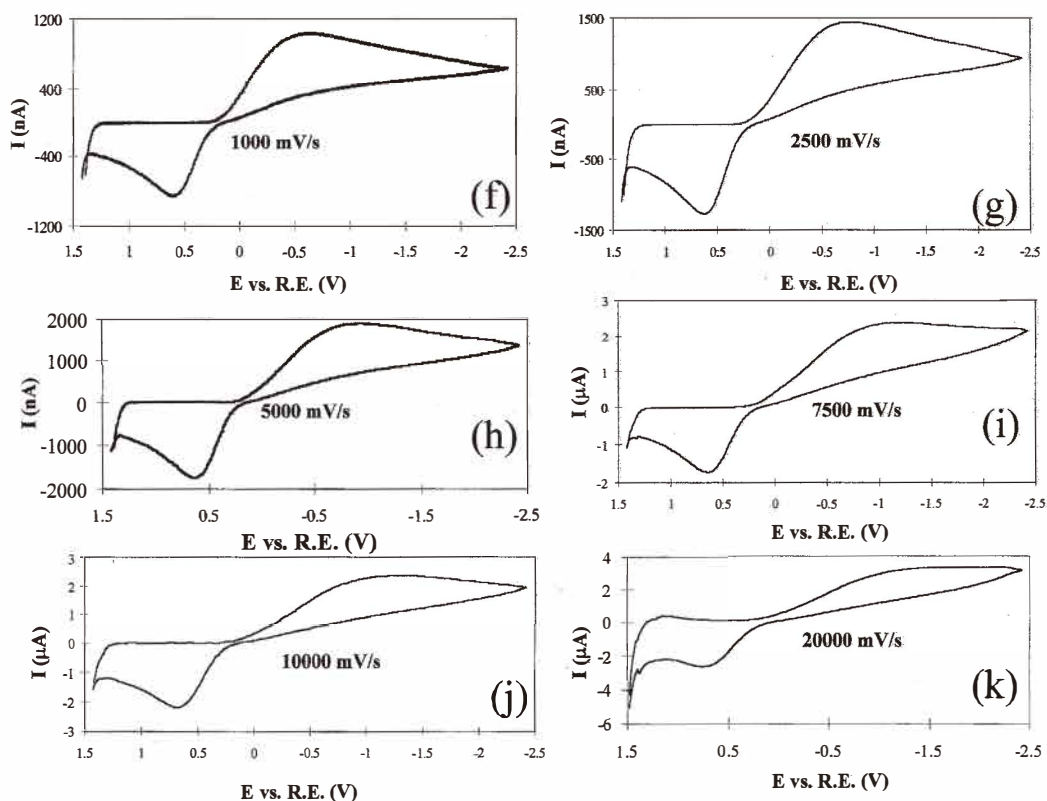 1200
400
-400
-1200
I (nA)
1000 mV/s
(f)
1.5 1 0.5 0 -0.5 -1 -1.5 -2 -2.5
E vs. R.E. (V)
1500
500
-500
-1500
I (nA)
2500 mV/s
(g)
1.5 1 0.5 0 -0.5 -1 -1.5 -2 -2.5
E vs. R.E. (V)
2000
1000
0
-1000
-2000
I (nA)
5000 mV/s
(h)
1.5 0.5 -0.5 -1.5 -2.5
E vs. R.E. (V)
3
2
1
0
-1
-2
I (μA)
7500 mV/s
(i)
1.5 1 0.5 0 -0.5 -1 -1.5 -2 -2.5
E vs. R.E. (V)
3
2
1
0
-1
-2
-3
I (μA)
10000 mV/s
(j)
1.5 1 0.5 0 -0.5 -1 -1.5 -2 -2.5
E vs. R.E. (V)
4
2
0
-2
-4
-6
I (μA)
20000 mV/s
(k)
1.5 0.5 -0.5 -1.5 -2.5
E vs. R.E. (V)